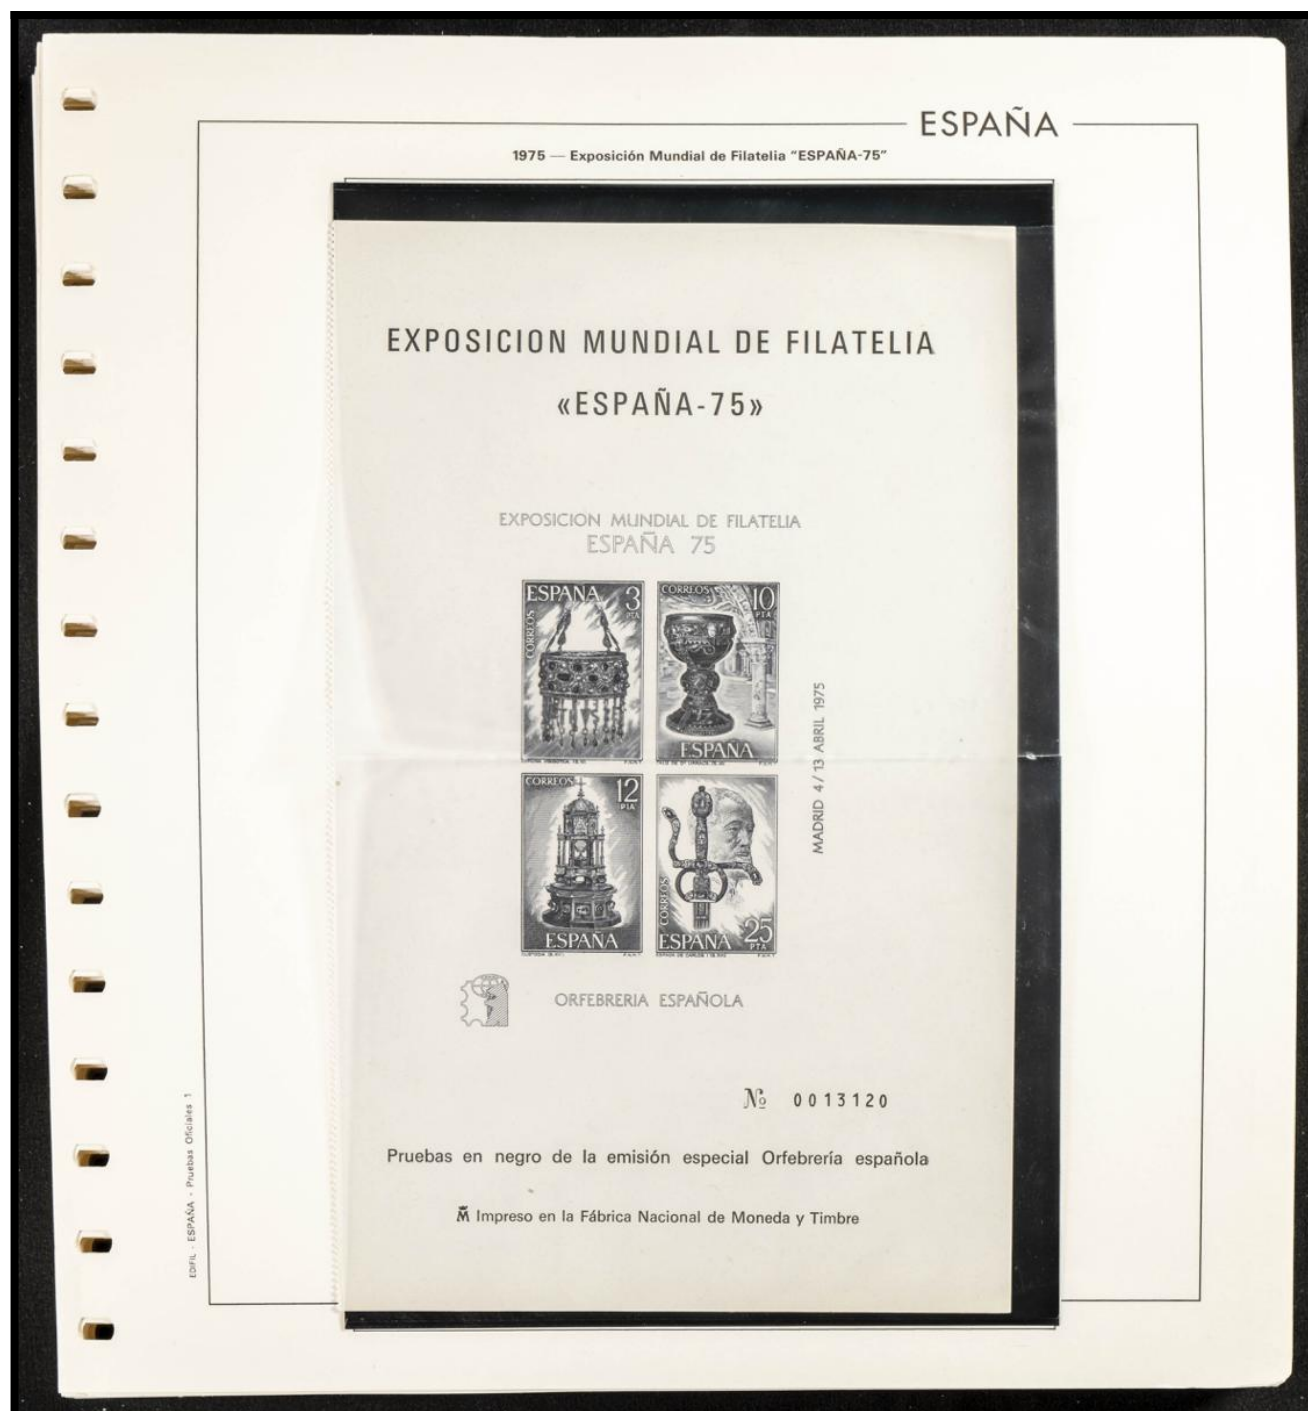 ESPAÑA
1975 — Exposición Mundial de Filatelia "ESPAÑA-75"
EXPOSICION MUNDIAL DE FILATELIA
«ESPAÑA-75»
EXPOSICION MUNDIAL DE FILATELIA
ESPAÑA 75
ESPAÑA 3
PTA
CORREOS
CORREOS 10
PTA
ESPAÑA
F.N.M.T.
F.N.M.T.
MADRID 4/13 ABRIL 1975
CORREOS 12
PTA
ESPAÑA
F.N.M.T.
CORREOS
ESPAÑA 25
PTA
F.N.M.T.
ORFEBRERIA ESPAÑOLA
Nº 0013120
Pruebas en negro de la emisión especial Orfebrería española
M Impreso en la Fábrica Nacional de Moneda y Timbre
EDIFIL - ESPAÑA - Pruebas Oficiales 1